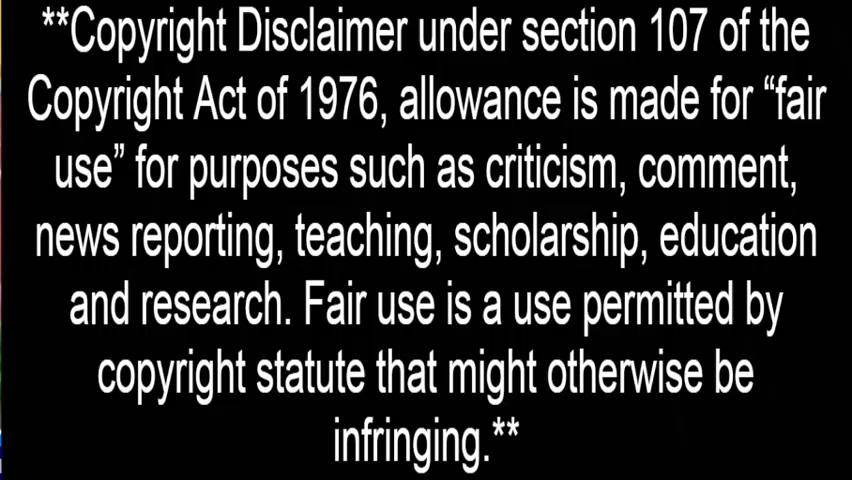 **Copyright Disclaimer under section 107 of the
Copyright Act of 1976, allowance is made for “fair
use” for purposes such as criticism, comment,
news reporting, teaching, scholarship, education
and research. Fair use is a use permitted by
copyright statute that might otherwise be
infringing.**